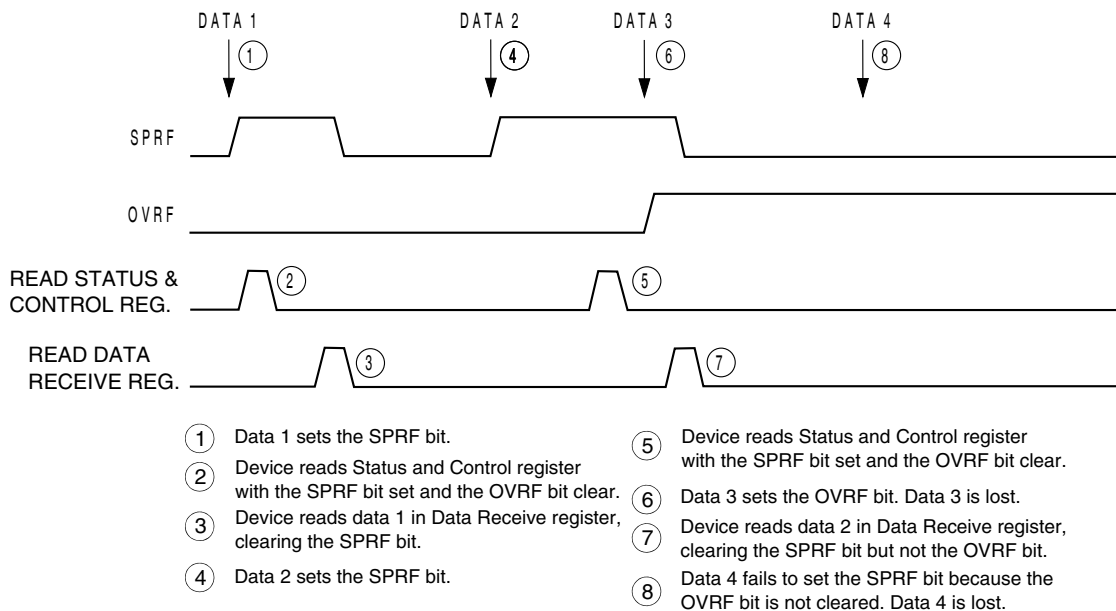 DATA 1 DATA 2 DATA 3 DATA 4
1 4 6 8
SPRF
OVRF
READ STATUS &
CONTROL REG.
2 5
READ DATA
RECEIVE REG.
3 7
1 Data 1 sets the SPRF bit.
2 Device reads Status and Control register
with the SPRF bit set and the OVRF bit clear.
3 Device reads data 1 in Data Receive register,
clearing the SPRF bit.
4 Data 2 sets the SPRF bit.
5 Device reads Status and Control register
with the SPRF bit set and the OVRF bit clear.
6 Data 3 sets the OVRF bit. Data 3 is lost.
7 Device reads data 2 in Data Receive register,
clearing the SPRF bit but not the OVRF bit.
8 Data 4 fails to set the SPRF bit because the
OVRF bit is not cleared. Data 4 is lost.